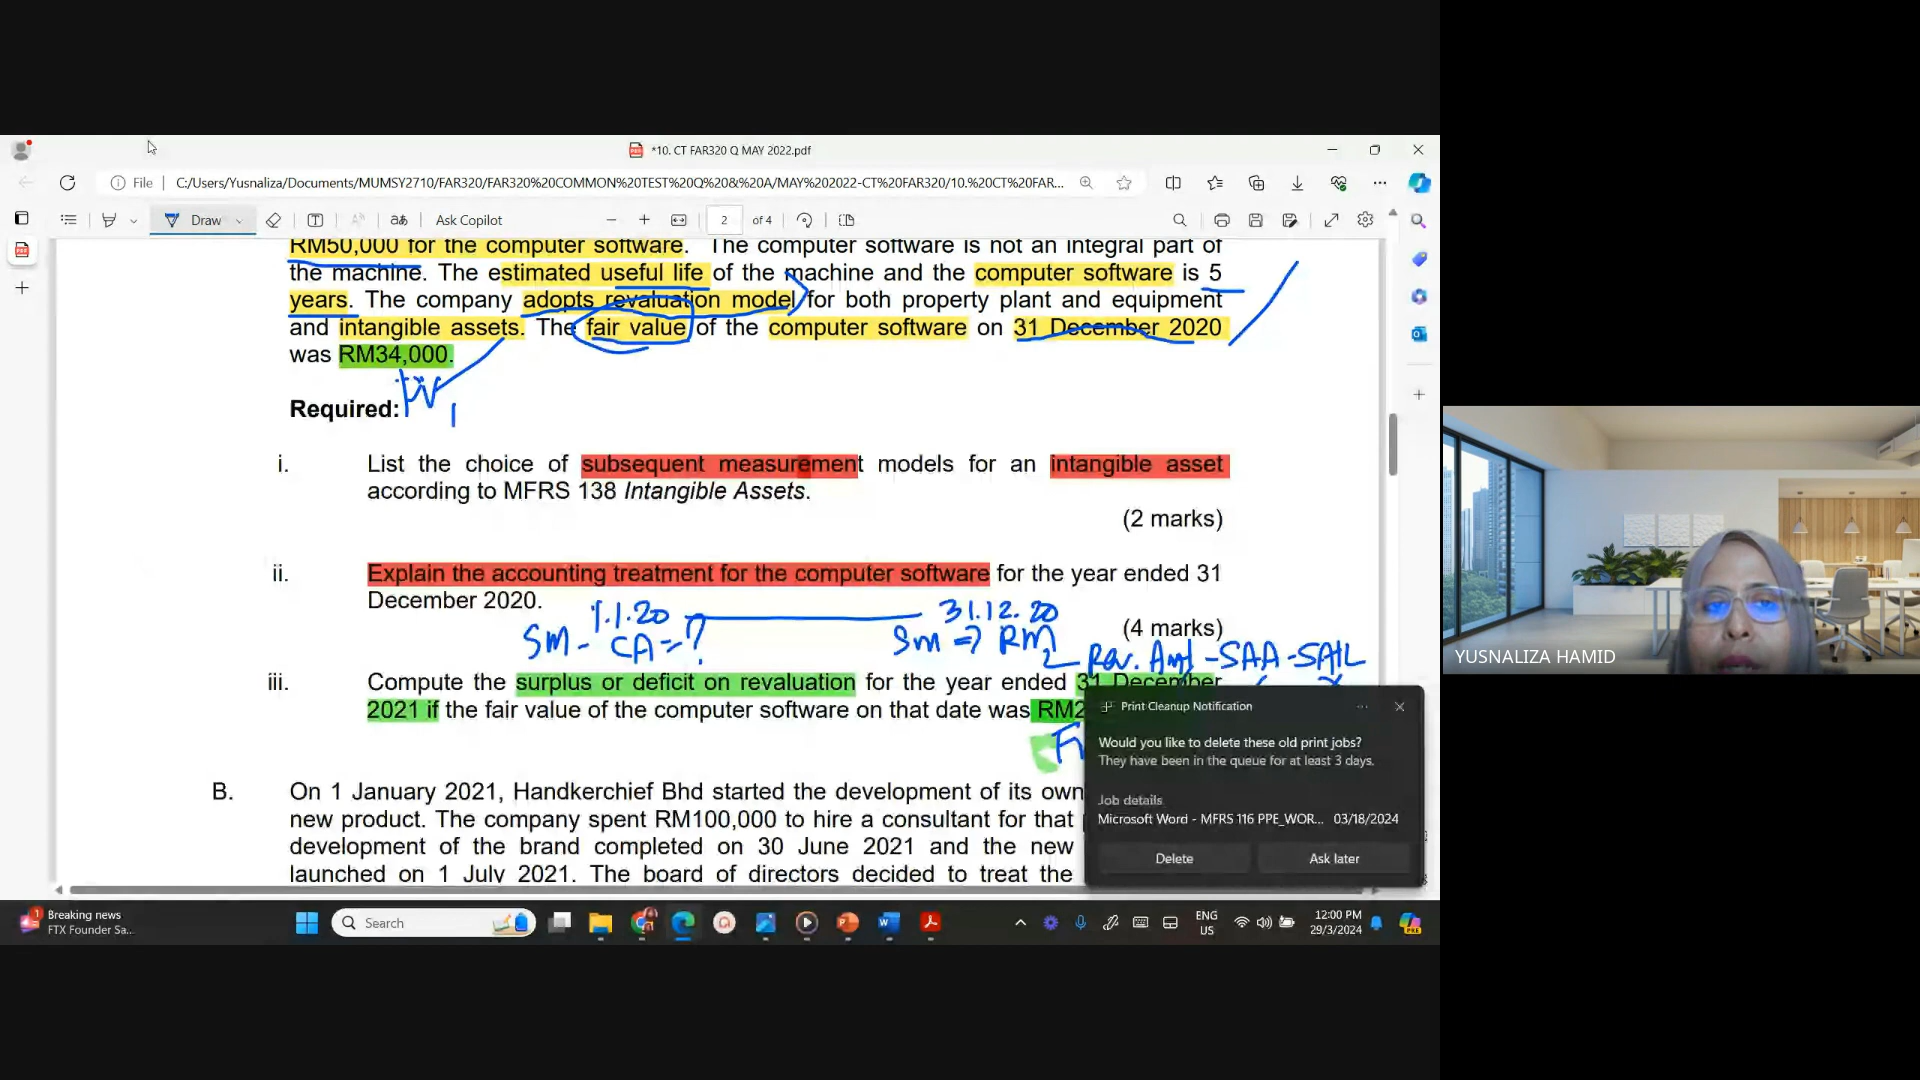 *10. CT FAR320 Q MAY 2022.pdf
File
C:/Users/Yusnaliza/Documents/MUMSY2710/FAR320/FAR320%20COMMON%20TEST%20Q%20&%20A/MAY%202022-CT%20FAR320/10.%20CT%20FAR...
Draw
aあ
Ask Copilot
2
of 4
RM50,000 for the computer software. The computer software is not an integral part of
the machine. The estimated useful life of the machine and the computer software is 5
years. The company adopts revaluation model for both property plant and equipment
and intangible assets. The fair value of the computer software on 31 December 2020
was RM34,000.
FV1
Required:
i. List the choice of subsequent measurement models for an intangible asset
according to MFRS 138 Intangible Assets.
(2 marks)
ii. Explain the accounting treatment for the computer software for the year ended 31
December 2020.
1.1.20 31.12.20
Sm - CA = ? Sm => RM
(4 marks)
2 Rev. Amt - SAA - SAIL
iii. Compute the surplus or deficit on revaluation for the year ended 31 December
2021 if the fair value of the computer software on that date was RM2
B. On 1 January 2021, Handkerchief Bhd started the development of its own
new product. The company spent RM100,000 to hire a consultant for that
development of the brand completed on 30 June 2021 and the new
launched on 1 July 2021. The board of directors decided to treat the
Print Cleanup Notification
Would you like to delete these old print jobs?
They have been in the queue for at least 3 days.
Job details
Microsoft Word - MFRS 116 PPE_WOR... 03/18/2024
Delete
Ask later
YUSNALIZA HAMID
1
Breaking news
FTX Founder Sa...
Search
ENG
US
12:00 PM
29/3/2024